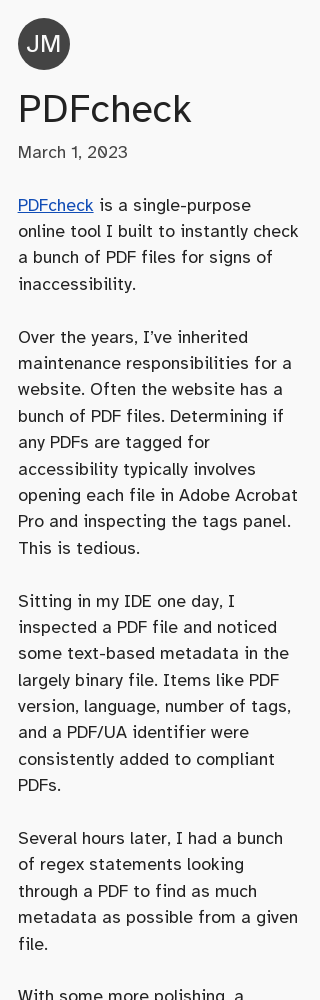 JM
PDFcheck
March 1, 2023
PDFcheck is a single-purpose
online tool I built to instantly check
a bunch of PDF files for signs of
inaccessibility.
Over the years, I’ve inherited
maintenance responsibilities for a
website. Often the website has a
bunch of PDF files. Determining if
any PDFs are tagged for
accessibility typically involves
opening each file in Adobe Acrobat
Pro and inspecting the tags panel.
This is tedious.
Sitting in my IDE one day, I
inspected a PDF file and noticed
some text-based metadata in the
largely binary file. Items like PDF
version, language, number of tags,
and a PDF/UA identifier were
consistently added to compliant
PDFs.
Several hours later, I had a bunch
of regex statements looking
through a PDF to find as much
metadata as possible from a given
file.
With some more polishing, a